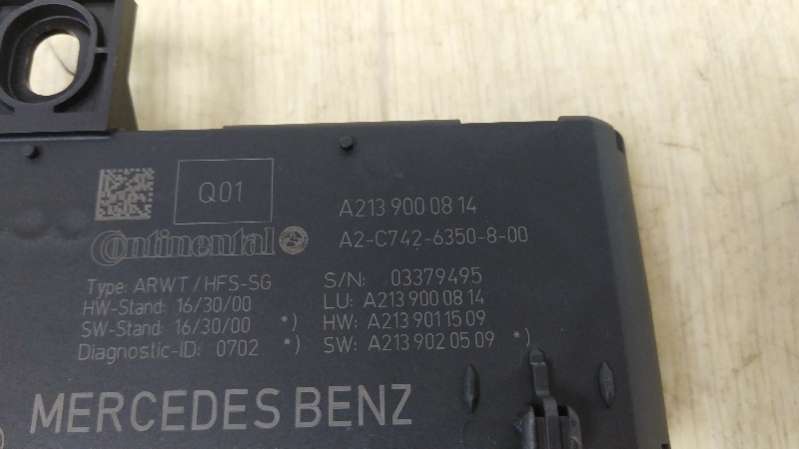 Q01
A213 900 08 14
Continental
A2-C742-6350-8-00
Type: ARWT/HFS-SG
S/N: 03379495
HW-Stand: 16/30/00
LU: A213 900 08 14
SW-Stand: 16/30/00 *)
HW: A213 901 15 09
Diagnostic-ID: 0702 *)
SW: A213 902 05 09 *)
MERCEDES BENZ